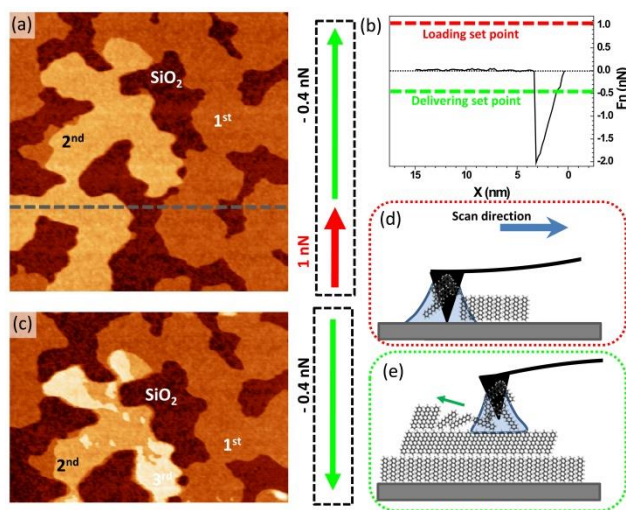 (a)
SiO₂
1ˢᵗ
2ⁿᵈ
- 0.4 nN
1 nN
(b)
Loading set point
Delivering set point
1.0
0.5
0.0
-0.5
-1.0
-1.5
-2.0
Fn (nN)
15
10
5
0
X (nm)
(c)
SiO₂
1ˢᵗ
2ⁿᵈ
3ʳᵈ
- 0.4 nN
(d)
Scan direction
(e)